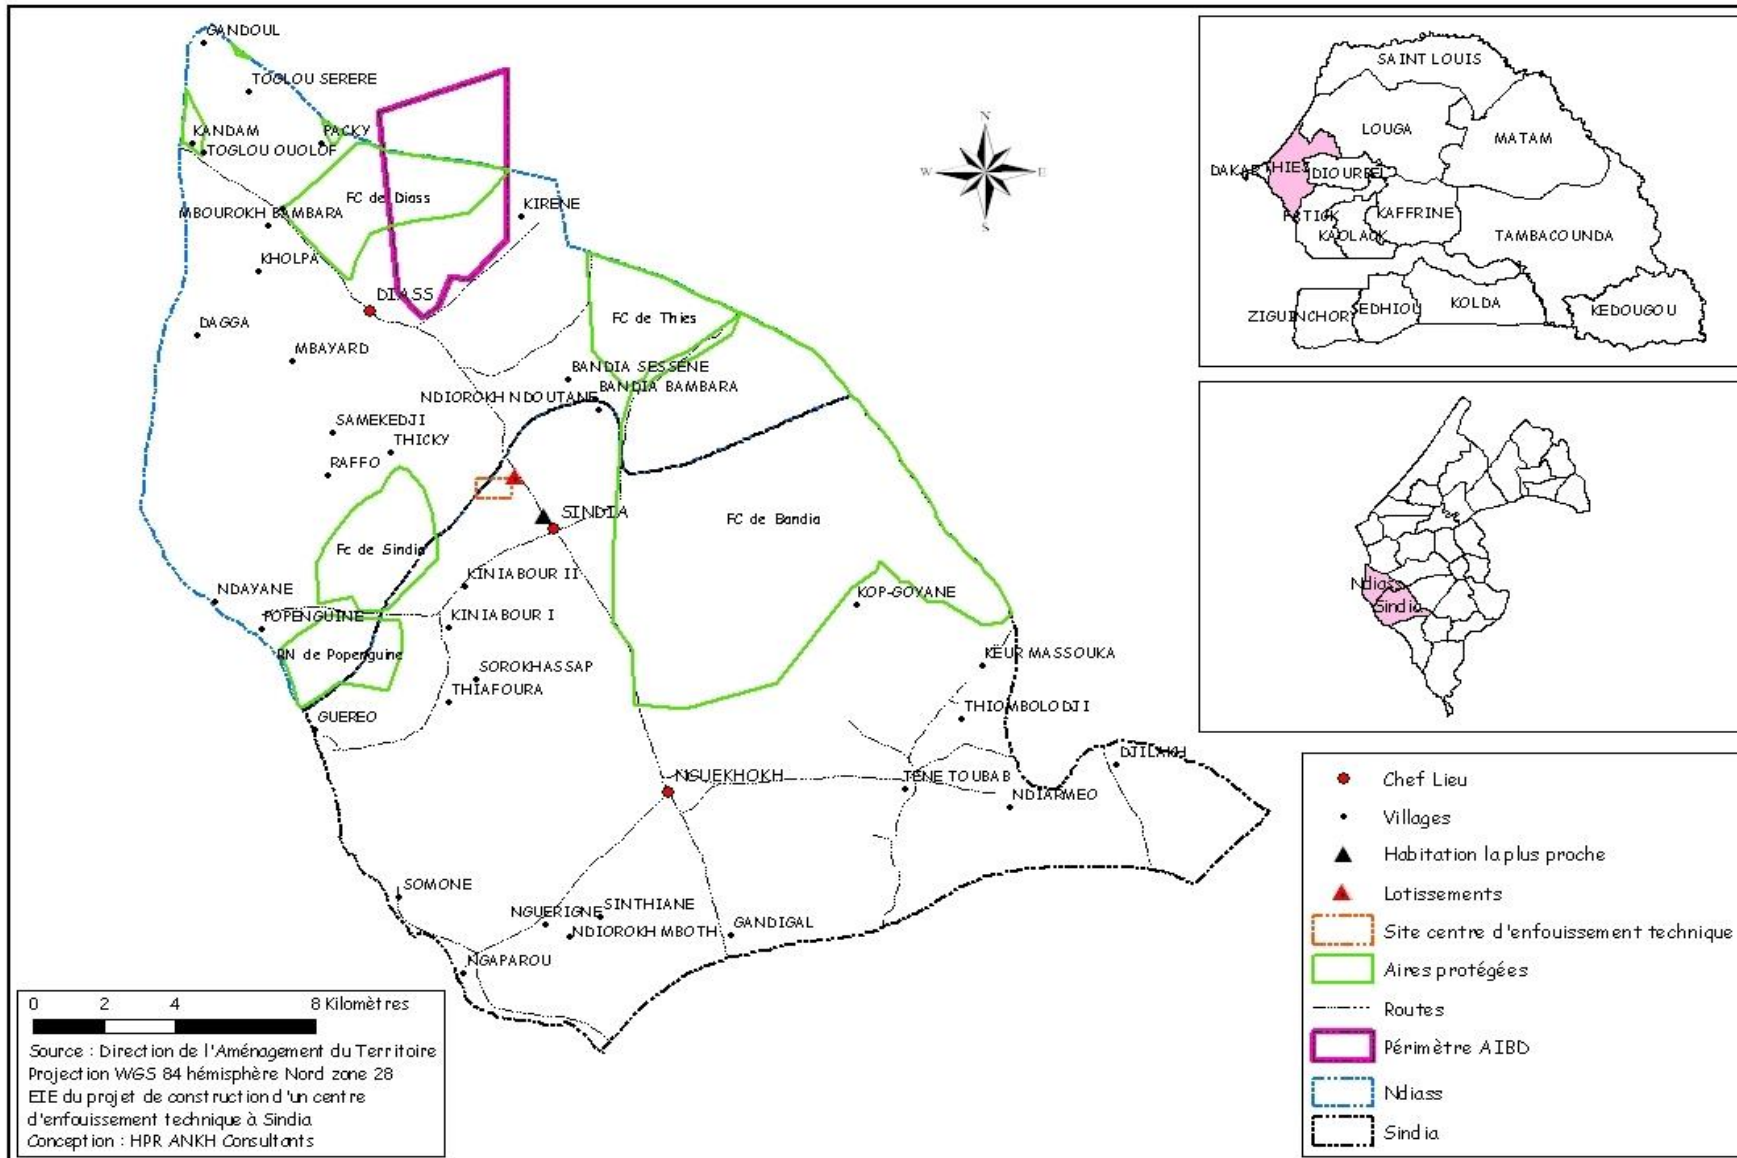 GANDOUL
TOGLOU SERERE
KANDAM
PACKY
TOGLOU OUOLOF
FC de Diass
MBOUROKH BAMBARA
KIRENE
KHOLPA
DIASS
DAGGA
FC de Thies
MBAYARD
BANDIA SESSENE
BANDIA BAMBARA
NDIOROKH NDOUTANE
SAMEKEDJI
THICKY
RAFFO
SINDIA
FC de Bandia
Fc de Sindia
KINIABOUR II
NDAYANE
KOP-GOYANE
POPENGUINE
KINIABOUR I
RN de Popenguine
SOROKHASSAP
KEUR MASSOUKA
THIAFOURA
GUEREO
THIOMBOLODJI
DJILAKH
NGUEKHOKH
TENE TOUBAB
NDIARMEO
SOMONE
NGUERIGNE
SINTHIANE
NDIOROKH MBOTH
GANDIGAL
NGAPAROU
N
W E
S
SAINT LOUIS
LOUGA
MATAM
DAKAR
THIES
DIOURBEL
FATICK
KAFFRINE
KAOLACK
TAMBACOUNDA
ZIGUINCHOR
SEDHIOU
KOLDA
KEDOUGOU
Ndiass
Sindia
Chef Lieu
Villages
Habitation la plus proche
Lotissements
Site centre d'enfouissement technique
Aires protégées
Routes
Périmètre AIBD
Ndiass
Sindia
0 2 4 8 Kilomètres
Source : Direction de l'Aménagement du Territoire
Projection WGS 84 hémisphère Nord zone 28
EIE du projet de construction d'un centre
d'enfouissement technique à Sindia
Conception : HPR ANKH Consultants